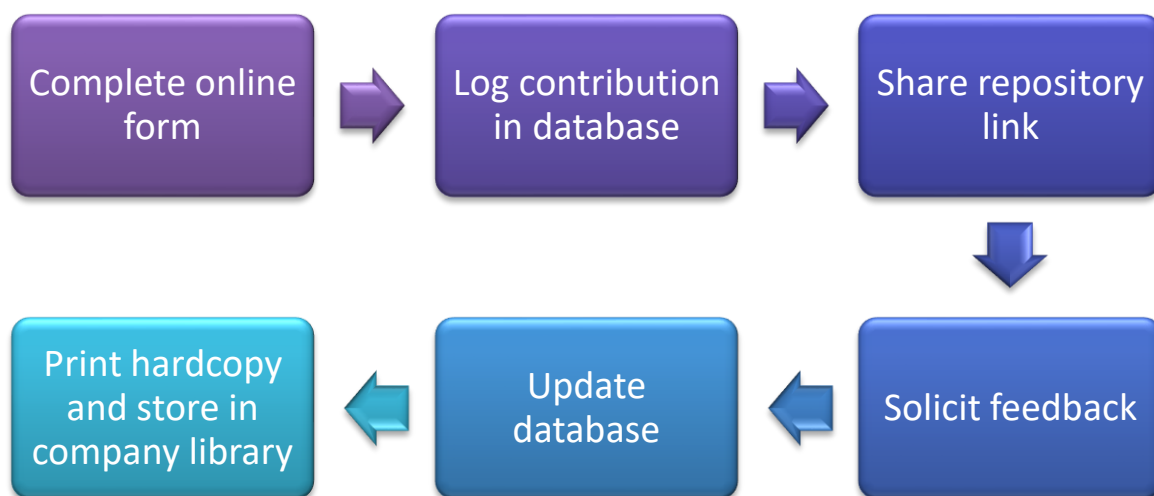 Complete online
form
Log contribution
in database
Share repository
link
Solicit feedback
Update
database
Print hardcopy
and store in
company library